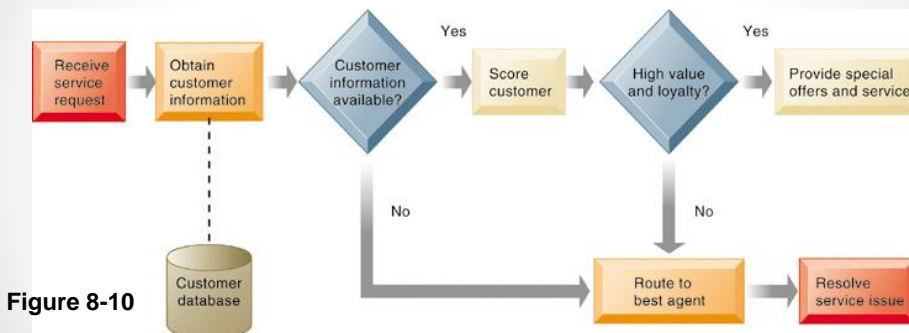 Receive
service
request
Obtain
customer
information
Customer
information
available?
Yes
Score
customer
High value
and loyalty?
Yes
Provide special
offers and service
No
No
Customer
database
Route to
best agent
Resolve
service issue
Figure 8-10